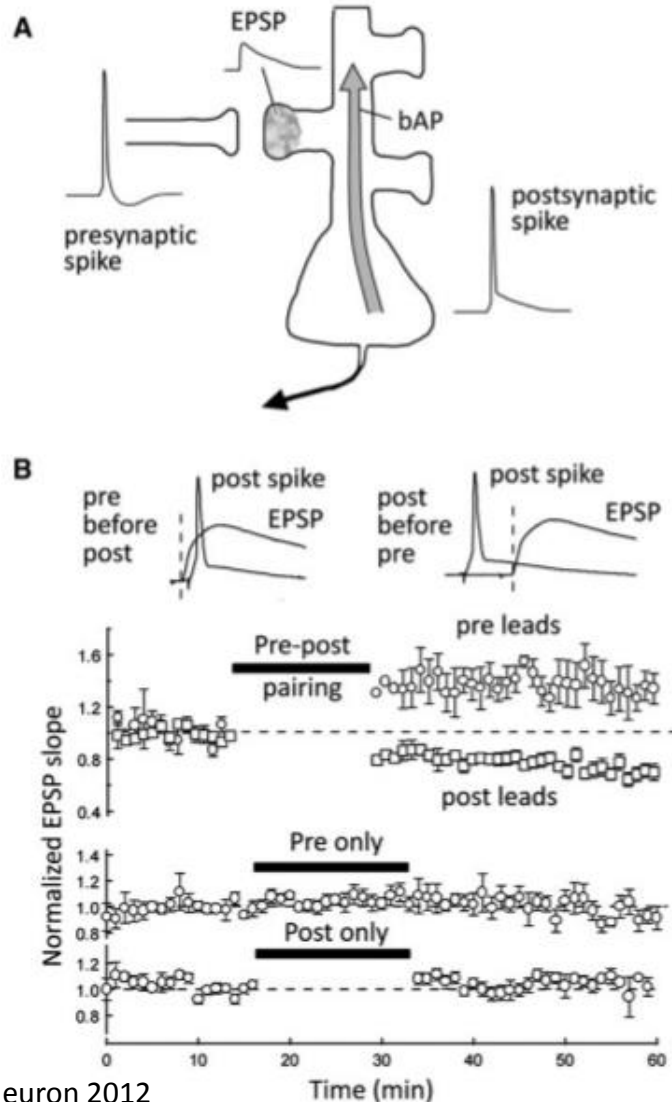 A
EPSP
bAP
presynaptic
spike
postsynaptic
spike
B
pre
before
post
post spike
EPSP
post
before
pre
post spike
EPSP
Normalized EPSP slope
1.6
1.2
0.8
0.4
Pre-post
pairing
pre leads
post leads
1.4
1.2
1.0
0.8
Pre only
1.2
1.0
0.8
Post only
0 10 20 30 40 50 60
Time (min)
euron 2012